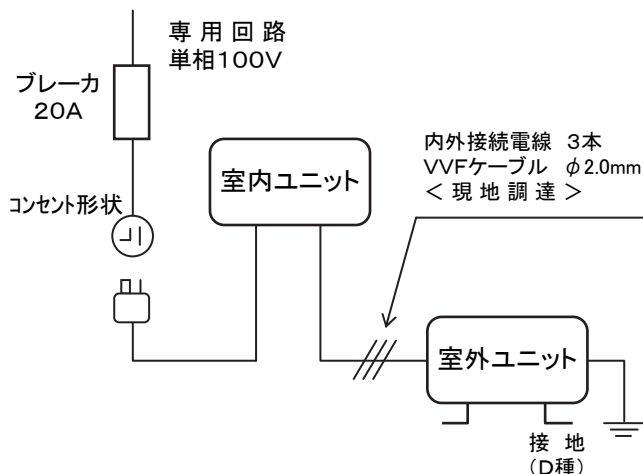 専用回路
単相100V
ブレーカ
20A
コンセント形状
室内ユニット
内外接続電線 3本
VVFケーブル φ2.0mm
<現地調達>
室外ユニット
接地
(D種)